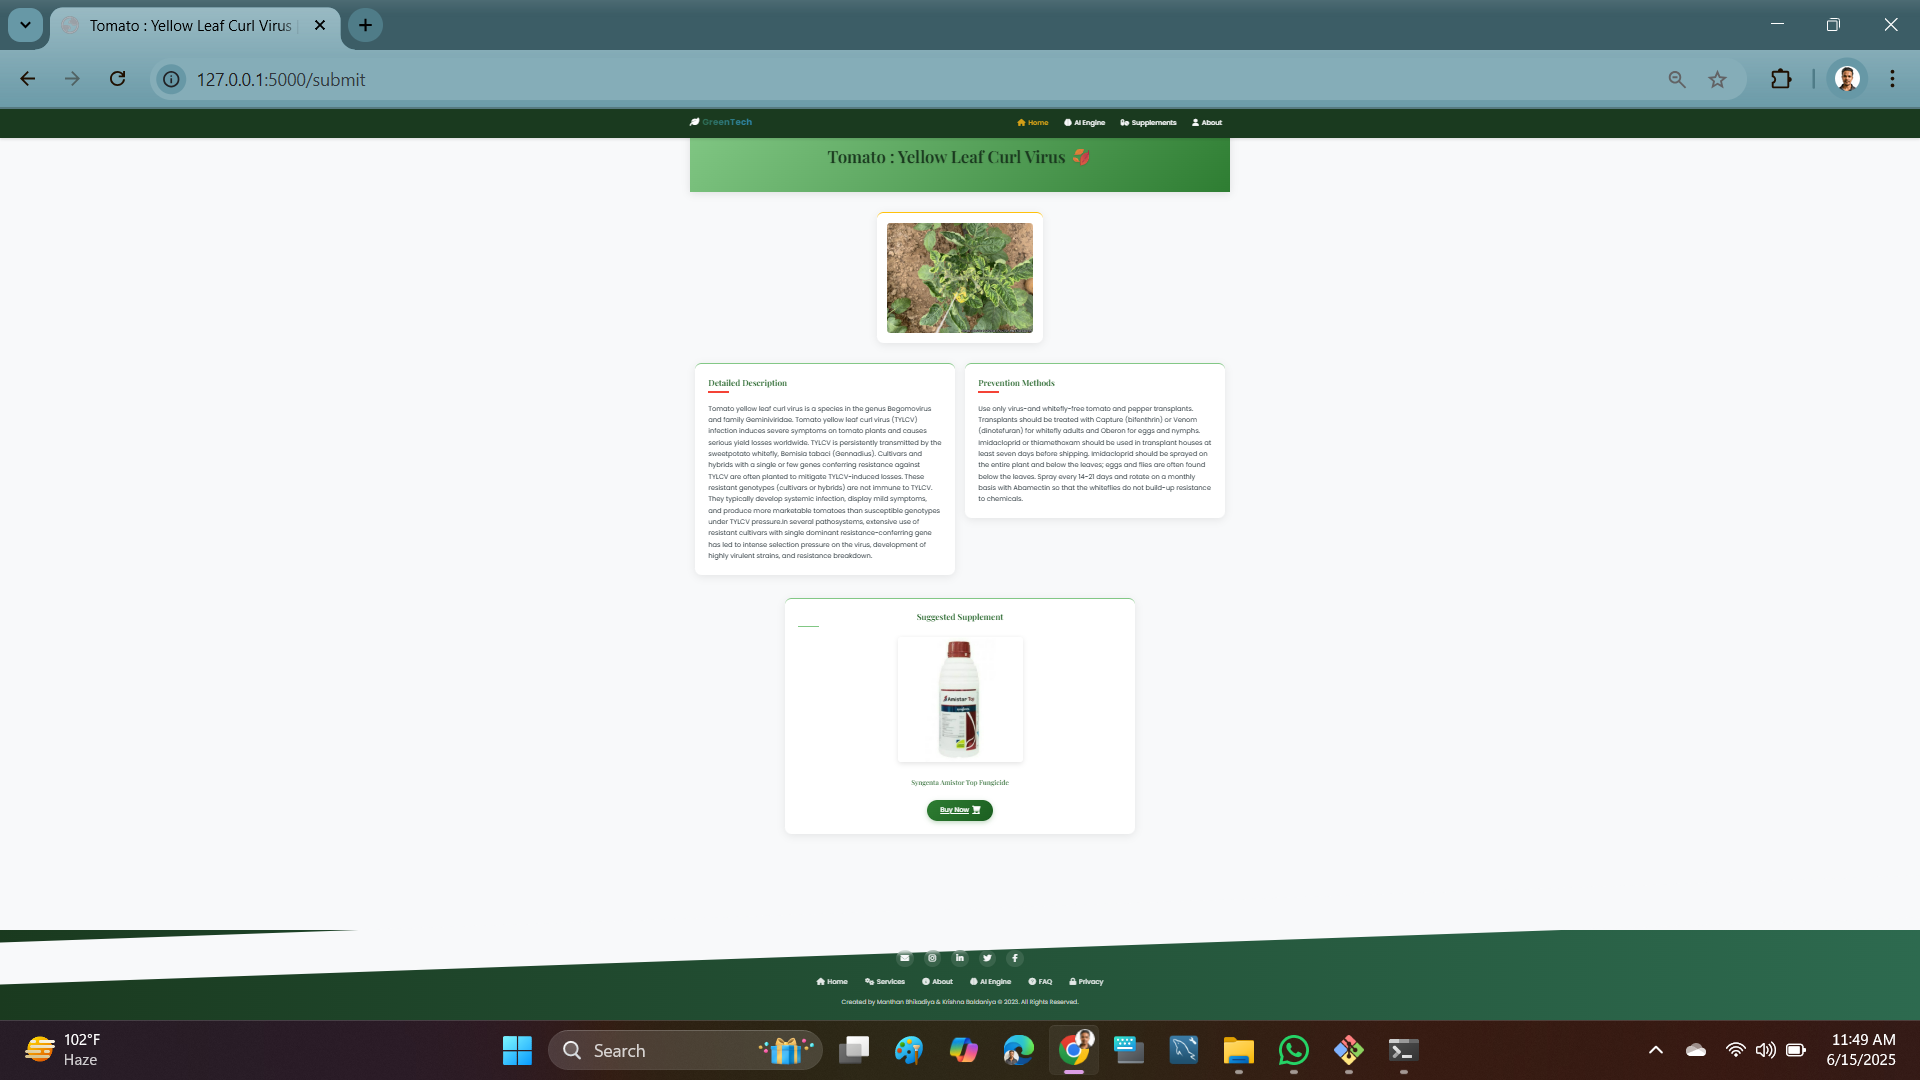 Tomato : Yellow Leaf Curl Virus
127.0.0.1:5000/submit
GreenTech
Home
AI Engine
Supplements
About
Tomato : Yellow Leaf Curl Virus
Detailed Description
Tomato yellow leaf curl virus is a species in the genus Begomovirus
and family Geminiviridae. Tomato yellow leaf curl virus (TYLCV)
infection induces severe symptoms on tomato plants and causes
serious yield losses worldwide. TYLCV is persistently transmitted by the
sweetpotato whitefly, Bemisia tabaci (Gennadius). Cultivars and
hybrids with a single or few genes conferring resistance against
TYLCV are often planted to mitigate TYLCV-induced losses. These
resistant genotypes (cultivars or hybrids) are not immune to TYLCV.
They typically develop systemic infection, display mild symptoms,
and produce more marketable tomatoes than susceptible genotypes
under TYLCV pressure.in several pathosystems, extensive use of
resistant cultivars with single dominant resistance-conferring gene
has led to intense selection pressure on the virus, development of
highly virulent strains, and resistance breakdown.
Prevention Methods
Use only virus-and whitefly-free tomato and pepper transplants.
Transplants should be treated with Capture (bifenthrin) or Venom
(dinotefuran) for whitefly adults and Oberon for eggs and nymphs.
Imidacloprid or thiamethoxam should be used in transplant houses at
least seven days before shipping. Imidacloprid should be sprayed on
the entire plant and below the leaves; eggs and flies are often found
below the leaves. Spray every 14-21 days and rotate on a monthly
basis with Abamectin so that the whiteflies do not build-up resistance
to chemicals.
Suggested Supplement
Amistar Top
Syngenta Amistar Top Fungicide
Buy Now
Home
Services
About
AI Engine
FAQ
Privacy
Created by Manthan Bhikadiya & Krishna Baldaniya © 2023. All Rights Reserved.
102°F
Haze
Search
11:49 AM
6/15/2025